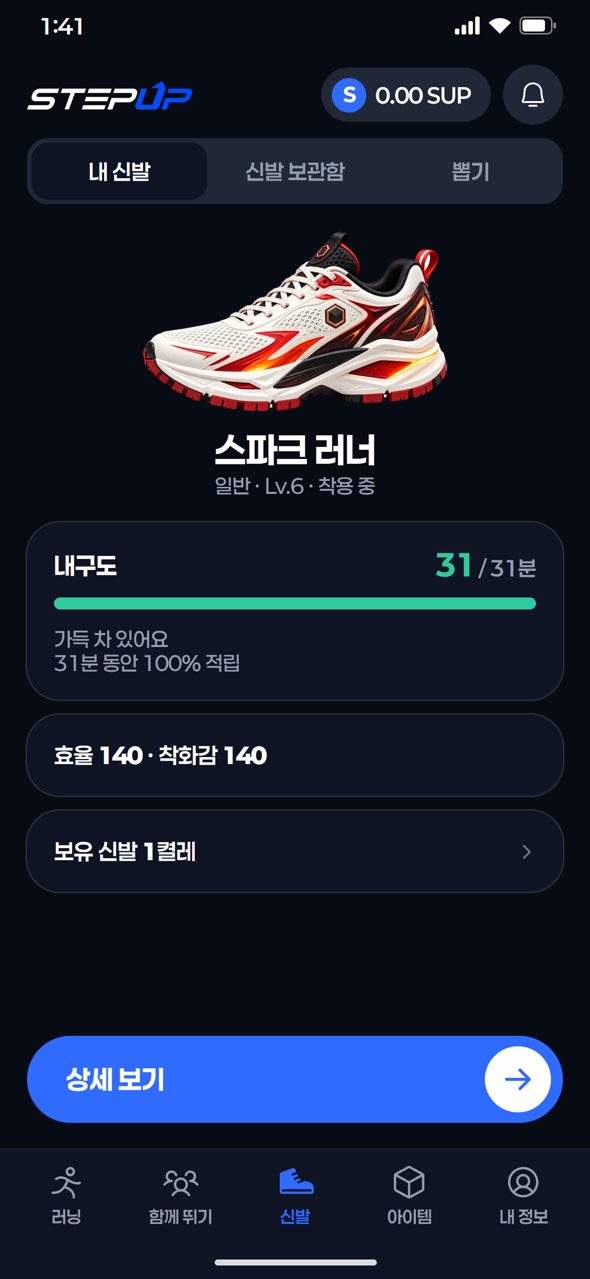 1:41
STEPUP
S 0.00 SUP
내 신발 신발 보관함 뽑기
스파크 러너
일반 · Lv.6 · 착용 중
내구도 31 / 31분
가득 차 있어요
31분 동안 100% 적립
효율 140 · 착화감 140
보유 신발 1켤레
상세 보기
러닝 함께 뛰기 신발 아이템 내 정보